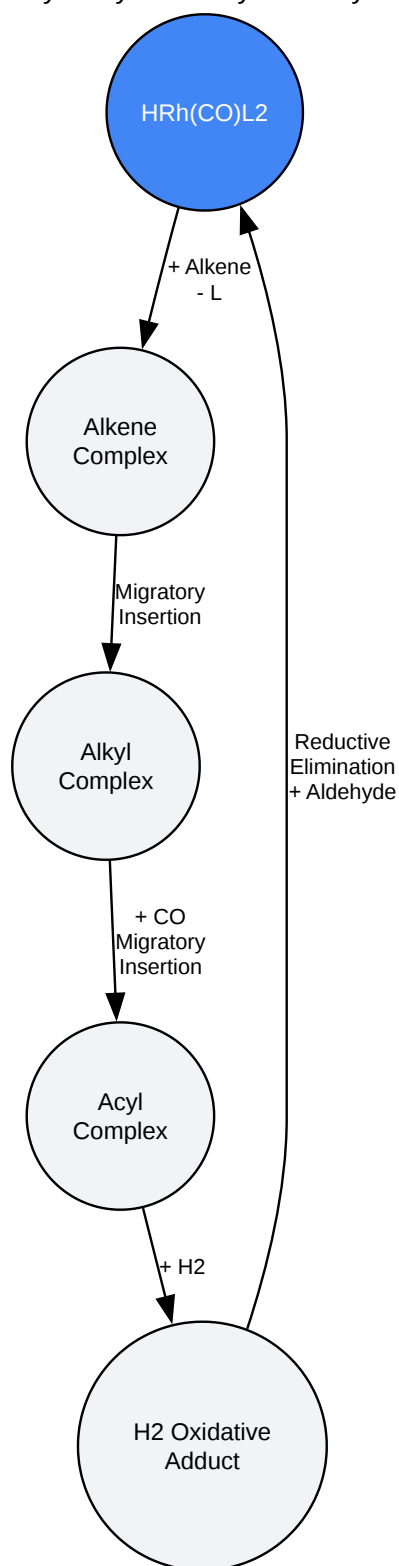 HRh(CO)L2
+ Alkene
- L
Alkene
Complex
Migratory
Insertion
Alkyl
Complex
Reductive
Elimination
+ Aldehyde
+ CO
Migratory
Insertion
Acyl
Complex
+ H2
H2 Oxidative
Adduct